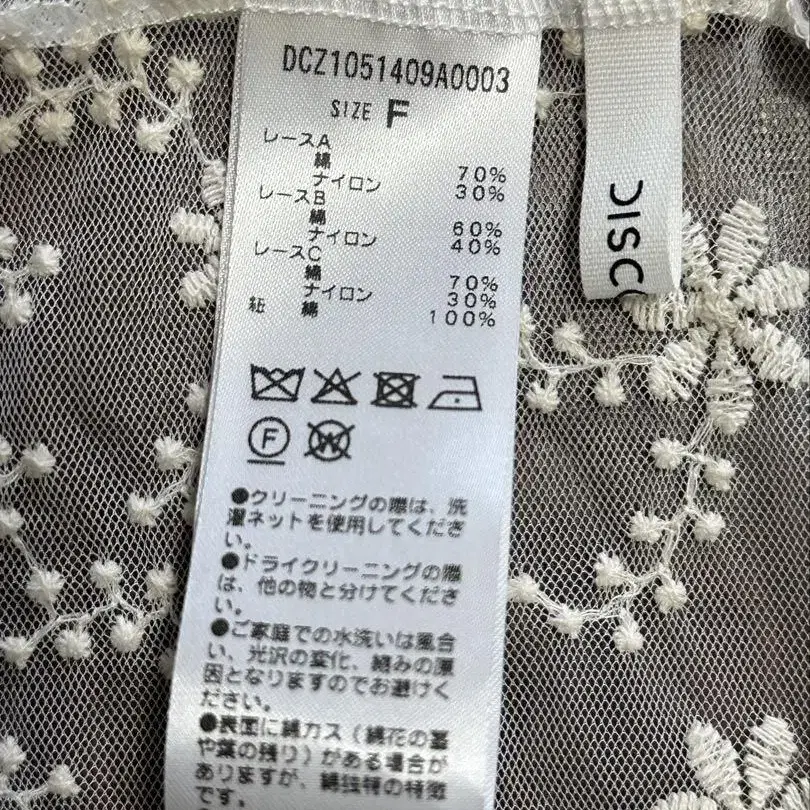 DCZ1051409A0003
SIZE F
レースA
綿 70%
ナイロン 30%
レースB
綿 60%
ナイロン 40%
レースC
綿 70%
ナイロン 30%
紐 綿 100%
F W
●クリーニングの際は、洗
濯ネットを使用してくださ
い。
●ドライクリーニングの際
は、他の物と分けてくださ
い。
●ご家庭での水洗いは風合
い、光沢の変化、縮みの原
因となりますのでお避けく
ださい。
●表面に綿カス（綿花の茎
や葉の残り）がある場合が
ありますが、綿独特の特徴
です。